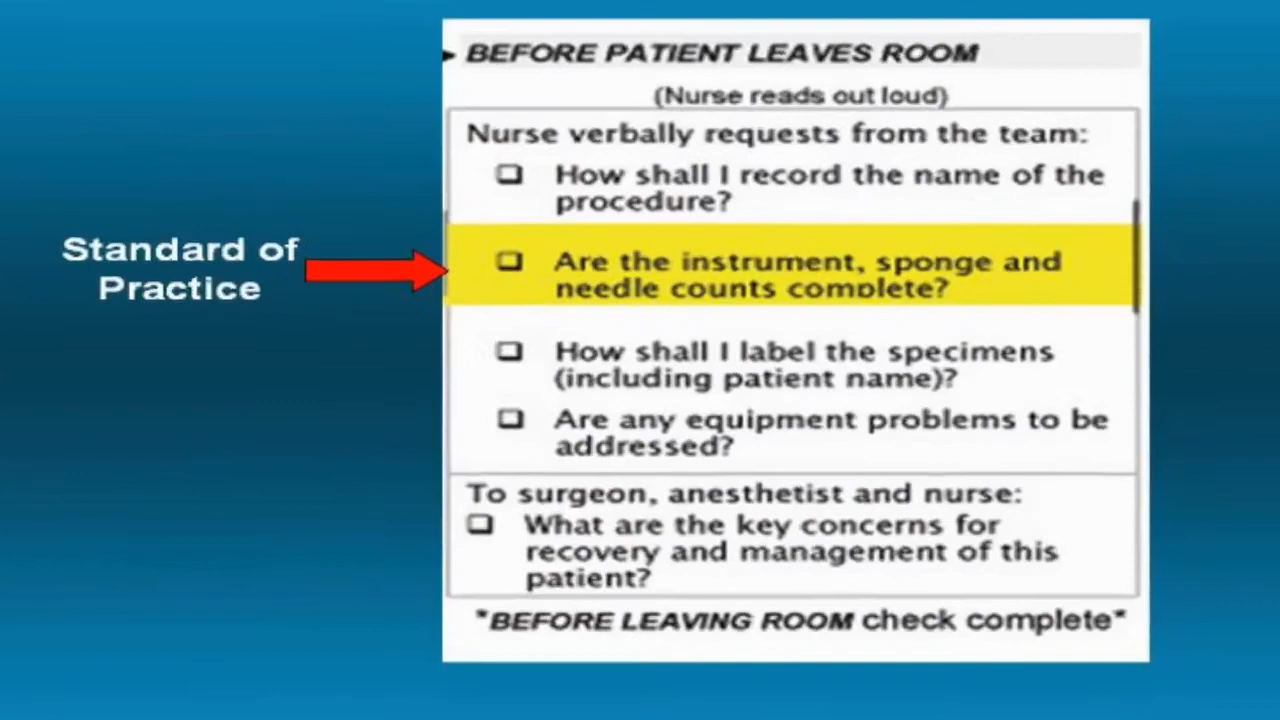 BEFORE PATIENT LEAVES ROOM
(Nurse reads out loud)
Nurse verbally requests from the team:
How shall I record the name of the
procedure?
Standard of
Practice
Are the instrument, sponge and
needle counts complete?
How shall I label the specimens
(including patient name)?
Are any equipment problems to be
addressed?
To surgeon, anesthetist and nurse:
What are the key concerns for
recovery and management of this
patient?
*BEFORE LEAVING ROOM check complete*